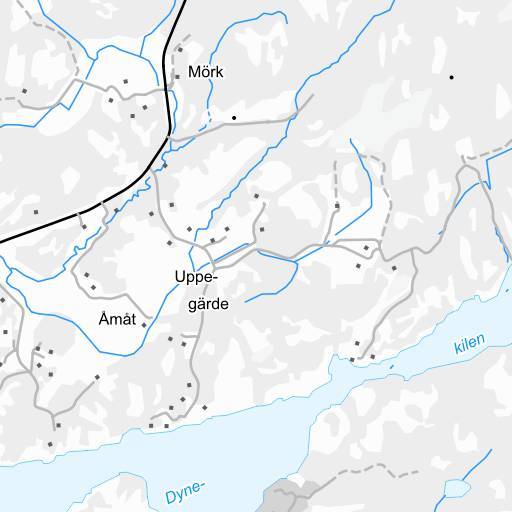 Mörk
Uppe-
gärde
Åmåt
kilen
Dyne-